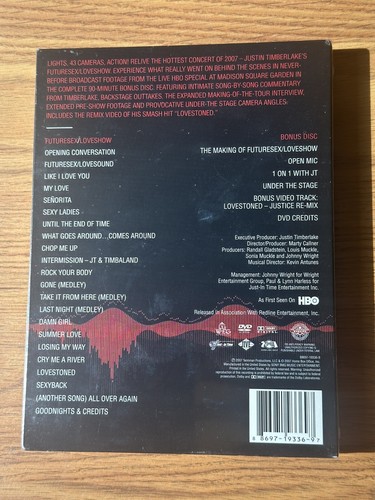 LIGHTS, 43 CAMERAS, ACTION! RELIVE THE HOTTEST CONCERT OF 2007 - JUSTIN TIMBERLAKE'S
FUTURESEX/LOVESHOW. EXPERIENCE WHAT REALLY WENT ON BEHIND THE SCENES IN NEVER-
BEFORE BROADCAST FOOTAGE FROM THE LIVE HBO SPECIAL AT MADISON SQUARE GARDEN IN
THE COMPLETE 90-MINUTE BONUS DISC. FEATURING INTIMATE SONG-BY-SONG COMMENTARY
FROM TIMBERLAKE, BACKSTAGE OUTTAKES, THE EXPANDED MAKING-OF-THE-TOUR INTERVIEW,
EXTENDED PRE-SHOW FOOTAGE AND PROVOCATIVE UNDER-THE STAGE CAMERA ANGLES-
INCLUDES THE REMIX VIDEO OF HIS SMASH HIT "LOVESTONED."
FUTURESEX/LOVESHOW
OPENING CONVERSATION
FUTURESEX/LOVESOUND
LIKE I LOVE YOU
MY LOVE
SEÑORITA
SEXY LADIES
UNTIL THE END OF TIME
WHAT GOES AROUND...COMES AROUND
CHOP ME UP
INTERMISSION – JT & TIMBALAND
ROCK YOUR BODY
GONE (MEDLEY)
TAKE IT FROM HERE (MEDLEY)
LAST NIGHT (MEDLEY)
DAMN GIRL
SUMMER LOVE
LOSING MY WAY
CRY ME A RIVER
LOVESTONED
SEXYBACK
(ANOTHER SONG) ALL OVER AGAIN
GOODNIGHTS & CREDITS
BONUS DISC
THE MAKING OF FUTURESEX/LOVESHOW
OPEN MIC
1 ON 1 WITH JT
UNDER THE STAGE
BONUS VIDEO TRACK:
LOVESTONED - JUSTICE RE-MIX
DVD CREDITS
Executive Producer: Justin Timberlake
Director/Producer: Marty Callner
Producers: Randall Gladstein, Louis Muckle,
Sonia Muckle and Johnny Wright
Musical Director: Kevin Antunes
Management: Johnny Wright for Wright
Entertainment Group, Paul & Lynn Harless for
Just-In Time Entertainment Inc.
As First Seen On HBO
Released in Association With Redline Entertainment, Inc.
DVD
8 8697-19336-9